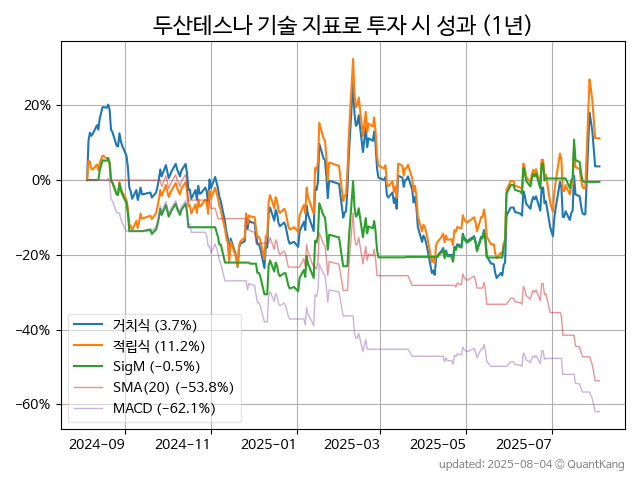 두산테스나 기술 지표로 투자 시 성과 (1년)
20%
0%
−20%
−40%
−60%
거치식 (3.7%)
적립식 (11.2%)
SigM (−0.5%)
SMA(20) (−53.8%)
MACD (−62.1%)
2024-09
2024-11
2025-01
2025-03
2025-05
2025-07
updated: 2025-08-04 © QuantKang